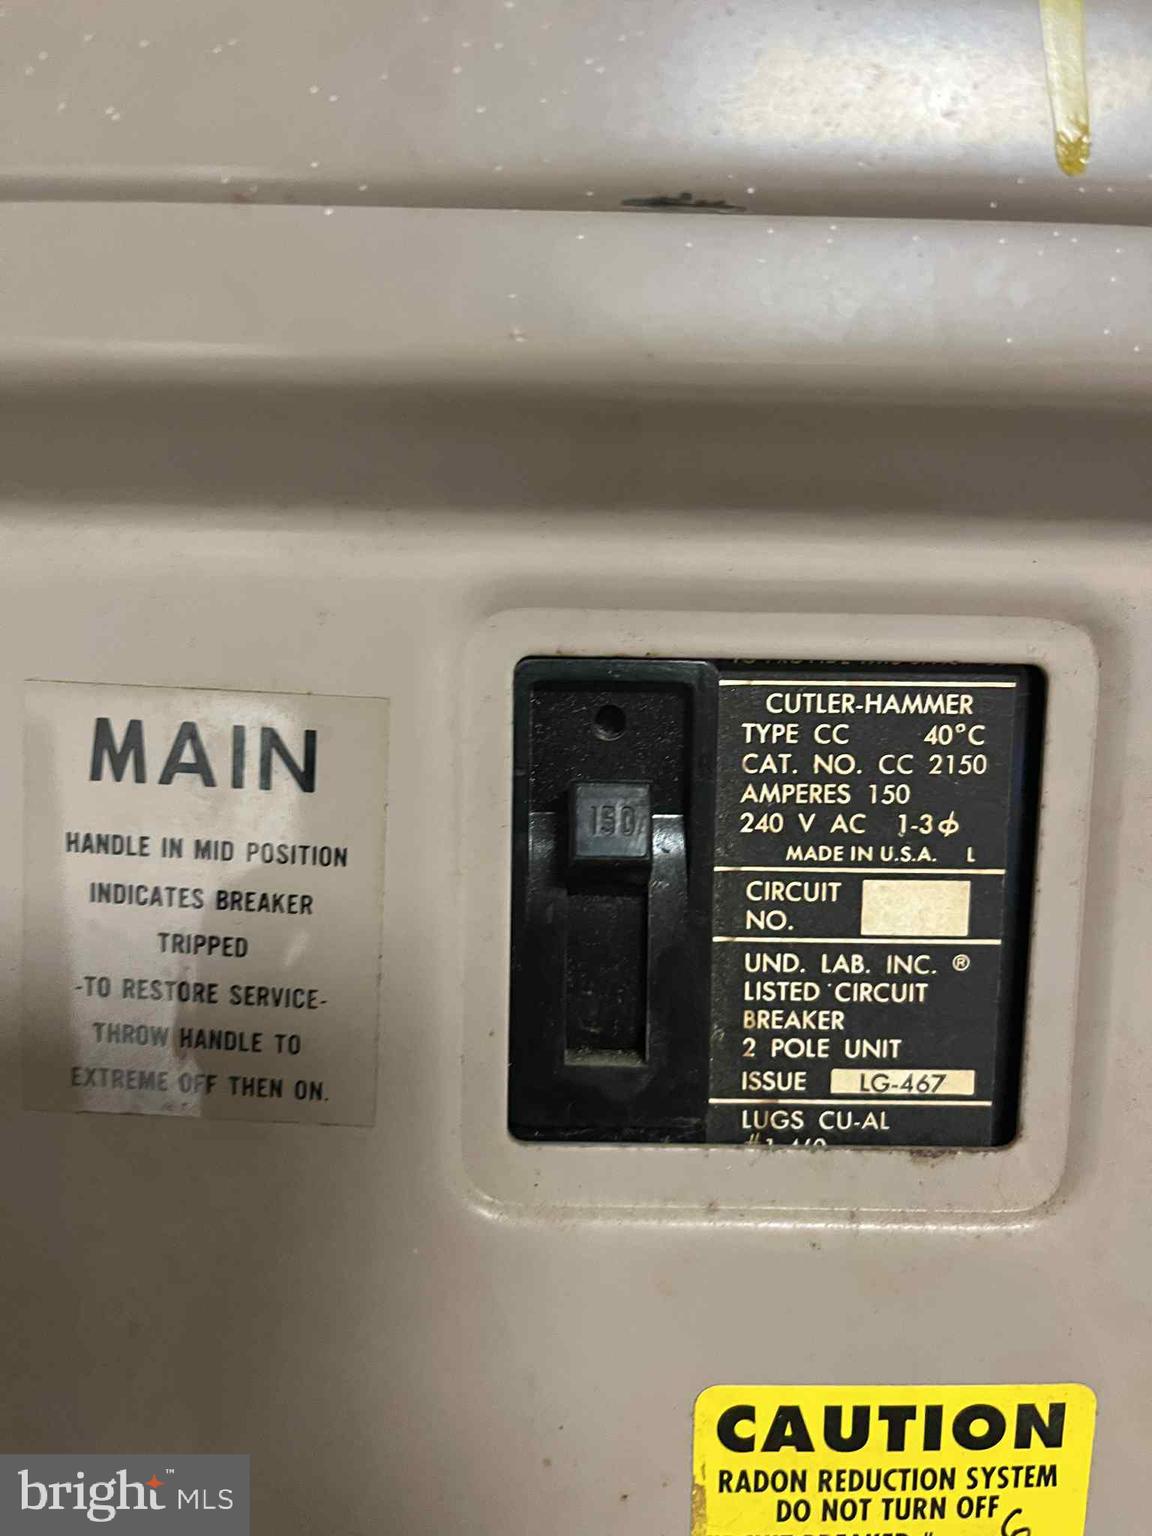 MAIN
HANDLE IN MID POSITION
INDICATES BREAKER
TRIPPED
-TO RESTORE SERVICE-
THROW HANDLE TO
EXTREME OFF THEN ON.
150
CUTLER-HAMMER
TYPE CC 40°C
CAT. NO. CC 2150
AMPERES 150
240 V AC 1-3ϕ
MADE IN U.S.A. L
CIRCUIT
NO.
UND. LAB. INC. ®
LISTED CIRCUIT
BREAKER
2 POLE UNIT
ISSUE LG-467
LUGS CU-AL
CAUTION
RADON REDUCTION SYSTEM
DO NOT TURN OFF
6
bright™ MLS